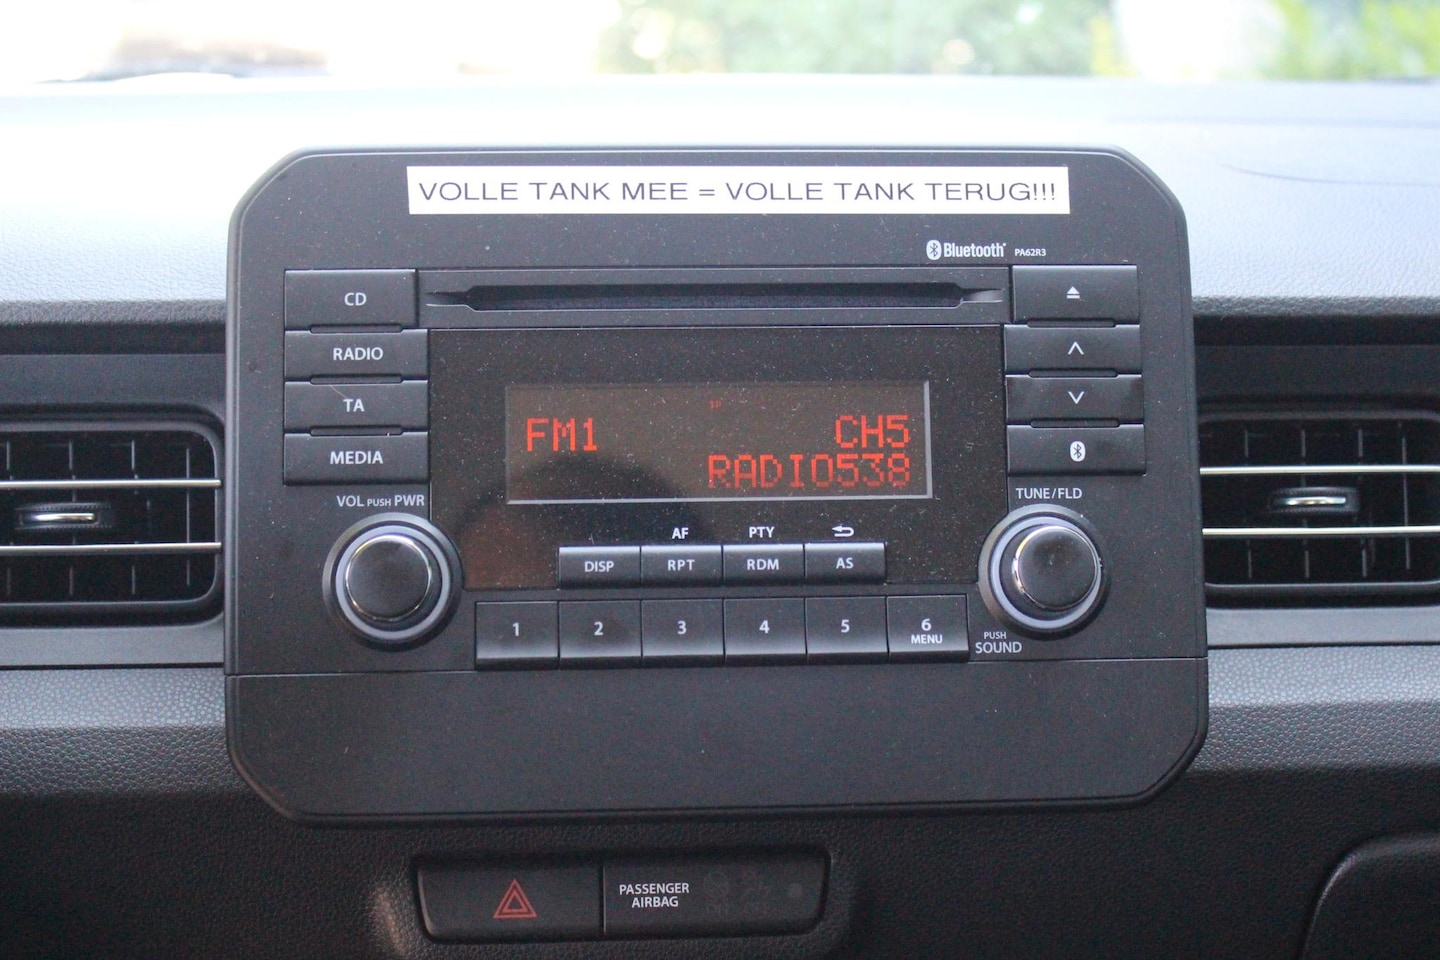 VOLLE TANK MEE = VOLLE TANK TERUG!!!
Bluetooth PA62R3
CD
RADIO
TA
MEDIA
FM1 CH5
RADIO538
VOL PUSH PWR
TUNE/FLD
AF PTY
DISP RPT RDM AS
1 2 3 4 5 6
MENU
PUSH
SOUND
PASSENGER
AIRBAG